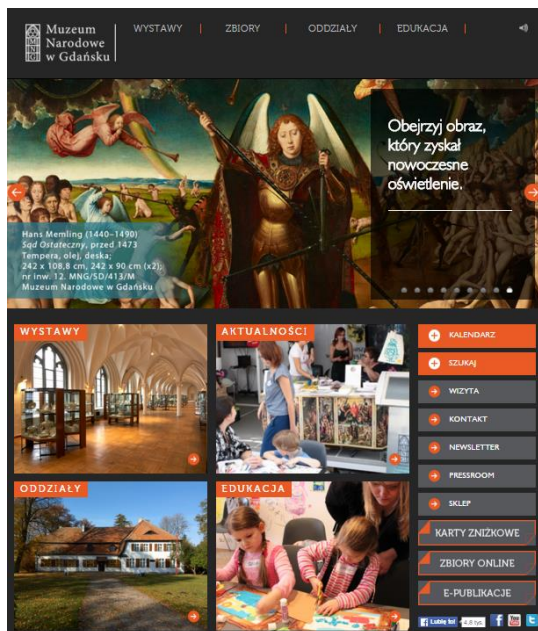 Muzeum
Narodowe
w Gdańsku
WYSTAWY | ZBIORY | ODDZIAŁY | EDUKACJA |
Obejrzyj obraz,
który zyskał
nowoczesne
oświetlenie.
Hans Memling (1440–1490)
Sąd Ostateczny, przed 1473
Tempera, olej, deska;
242 x 108,8 cm, 242 x 90 cm (x2);
nr inw. 12. MNG/SD/413/M
Muzeum Narodowe w Gdańsku
WYSTAWY
AKTUALNOŚCI
ODDZIAŁY
EDUKACJA
KALENDARZ
SZUKAJ
WIZYTA
KONTAKT
NEWSLETTER
PRESSROOM
SKLEP
KARTY ZNIŻKOWE
ZBIORY ONLINE
E-PUBLIKACJE
Lubię to! 4,8 tys.